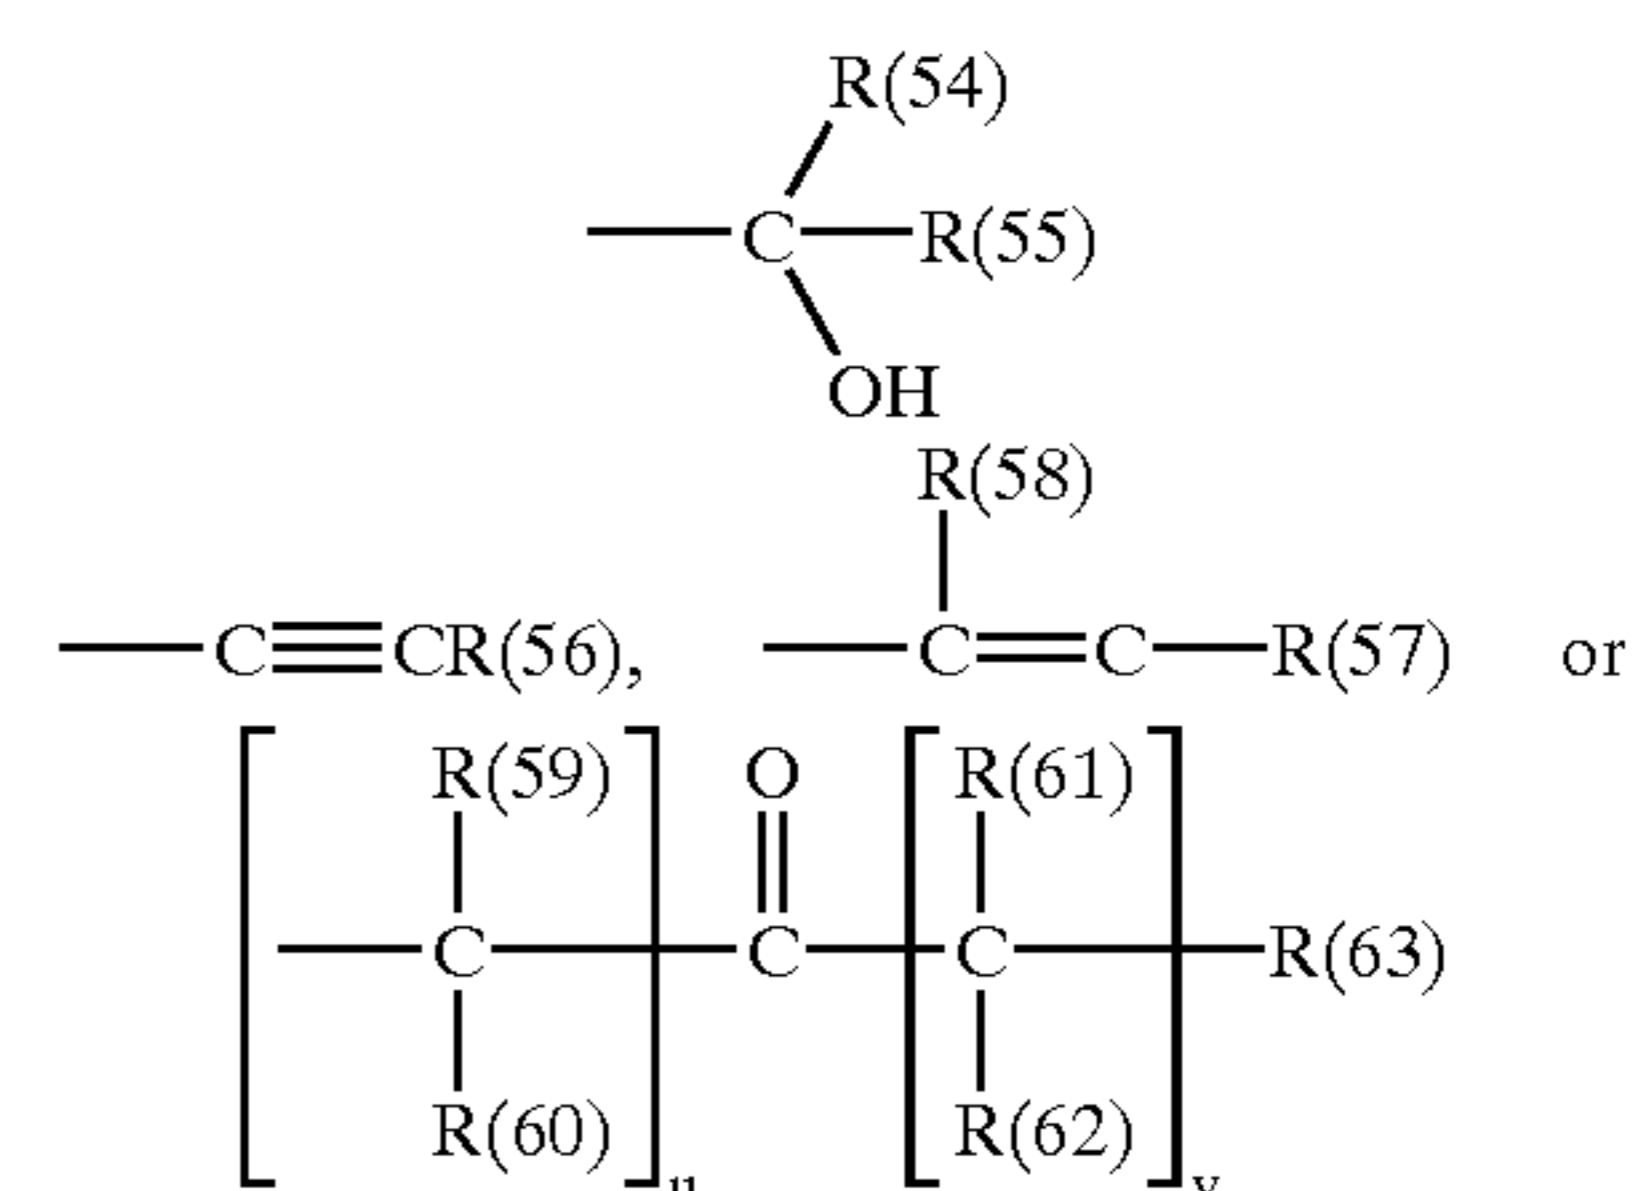 R(54)
C R(55)
OH
R(58)
C CR(56), C C R(57) or
R(59) O R(61)
C C C R(63)
R(60) R(62)
u v